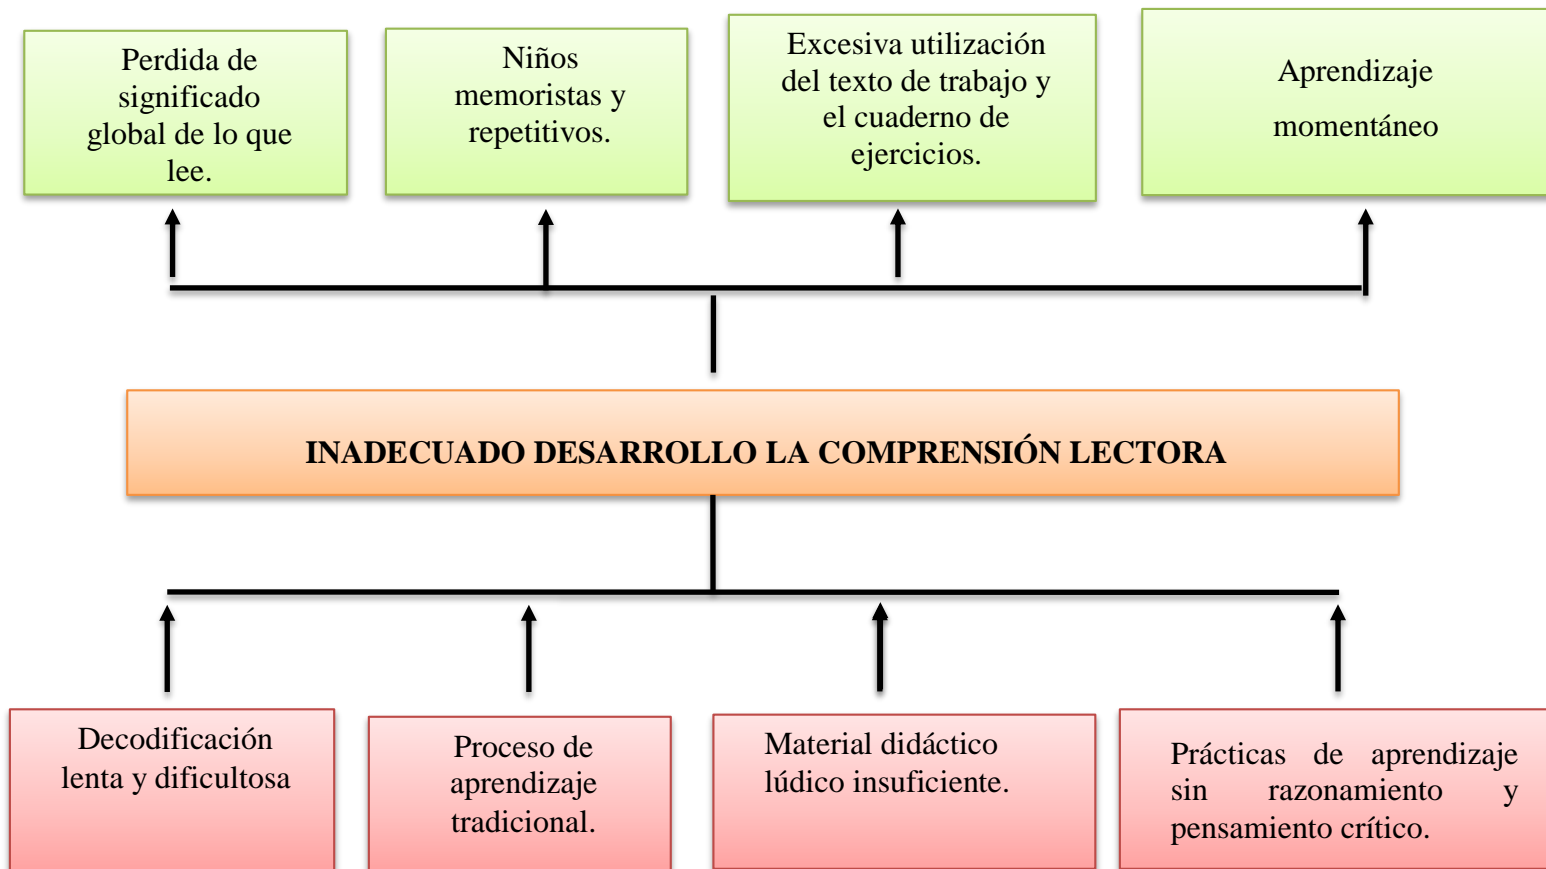 Perdida de
significado
global de lo que
lee.
Niños
memoristas y
repetitivos.
Excesiva utilización
del texto de trabajo y
el cuaderno de
ejercicios.
Aprendizaje
momentáneo
INADECUADO DESARROLLO LA COMPRENSIÓN LECTORA
Decodificación
lenta y dificultosa
Proceso de
aprendizaje
tradicional.
Material didáctico
lúdico insuficiente.
Prácticas de aprendizaje
sin razonamiento y
pensamiento crítico.